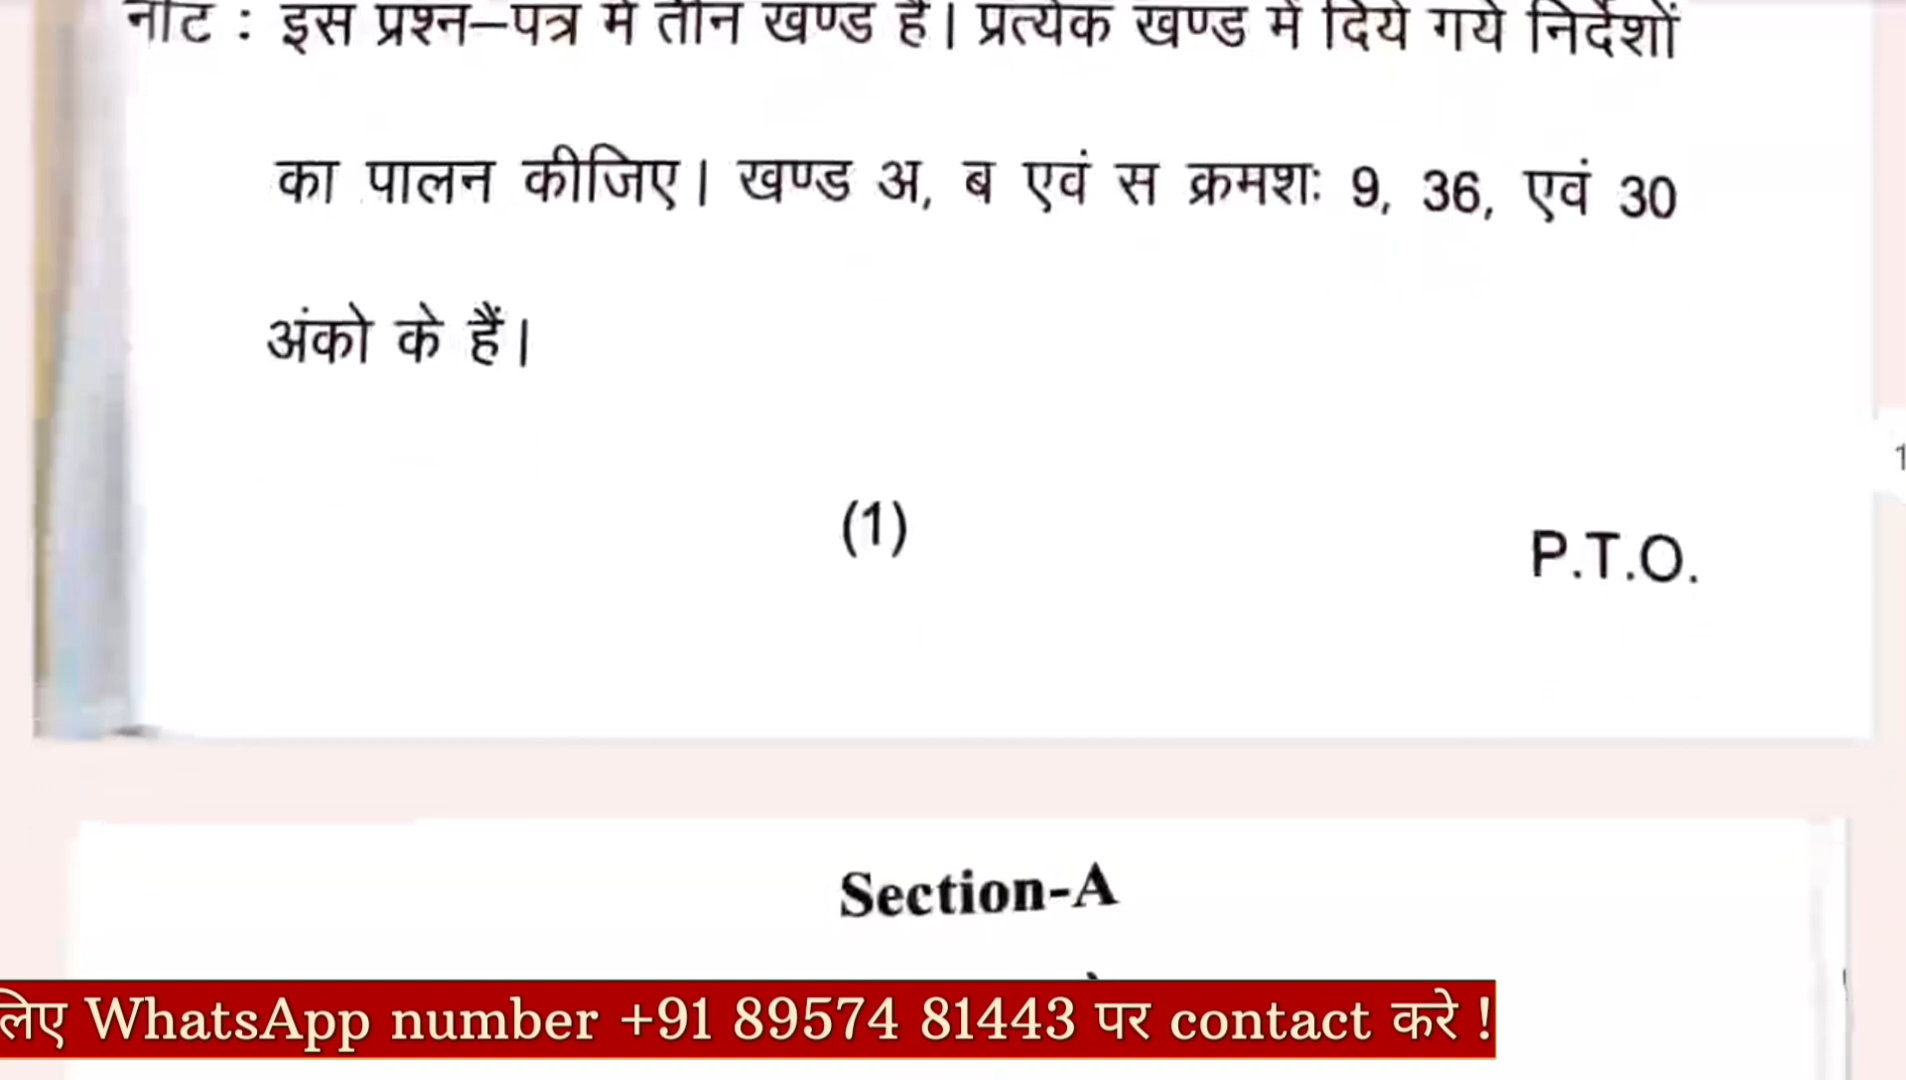 नोट : इस प्रश्न–पत्र में तीन खण्ड हैं। प्रत्येक खण्ड में दिये गये निर्देशों
का पालन कीजिए। खण्ड अ, ब एवं स क्रमशः 9, 36, एवं 30
अंको के हैं।
(1)
P.T.O.
1
Section-A
लिए WhatsApp number +91 89574 81443 पर contact करे !